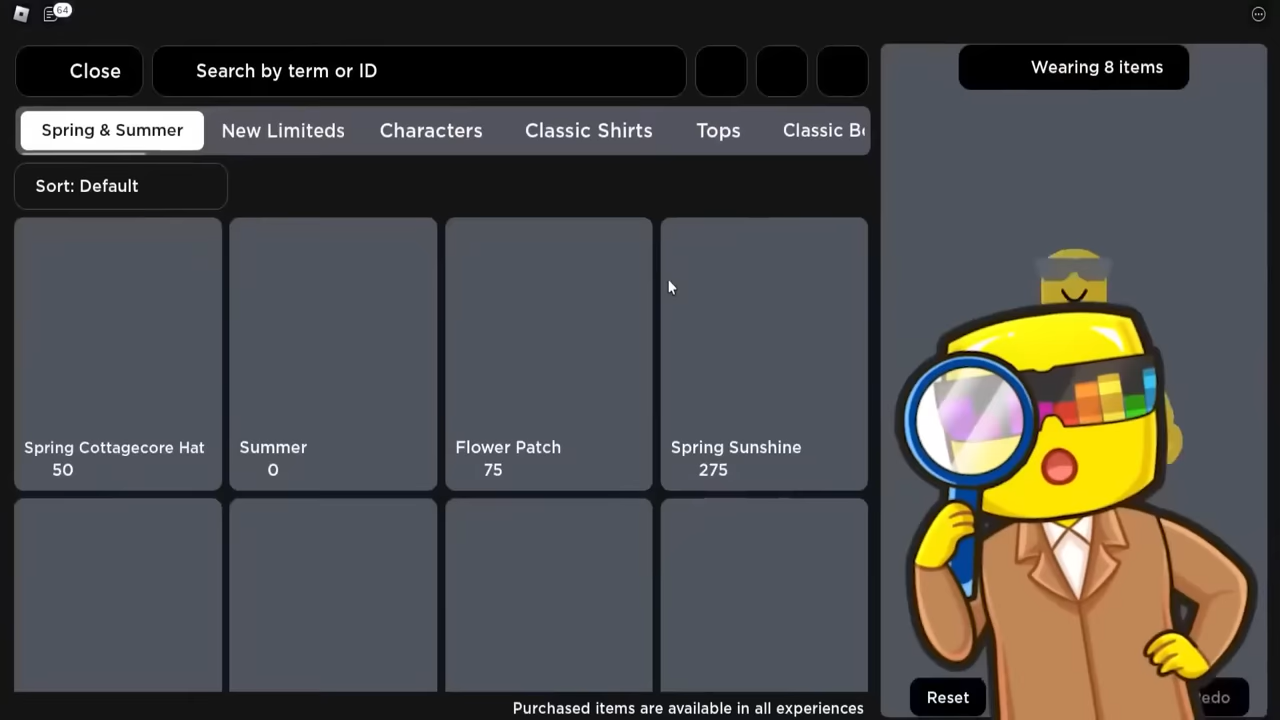 64
Close
Search by term or ID
Wearing 8 items
Spring & Summer
New Limiteds
Characters
Classic Shirts
Tops
Classic B
Sort: Default
Spring Cottagecore Hat
50
Summer
0
Flower Patch
75
Spring Sunshine
275
Reset
edo
Purchased items are available in all experiences